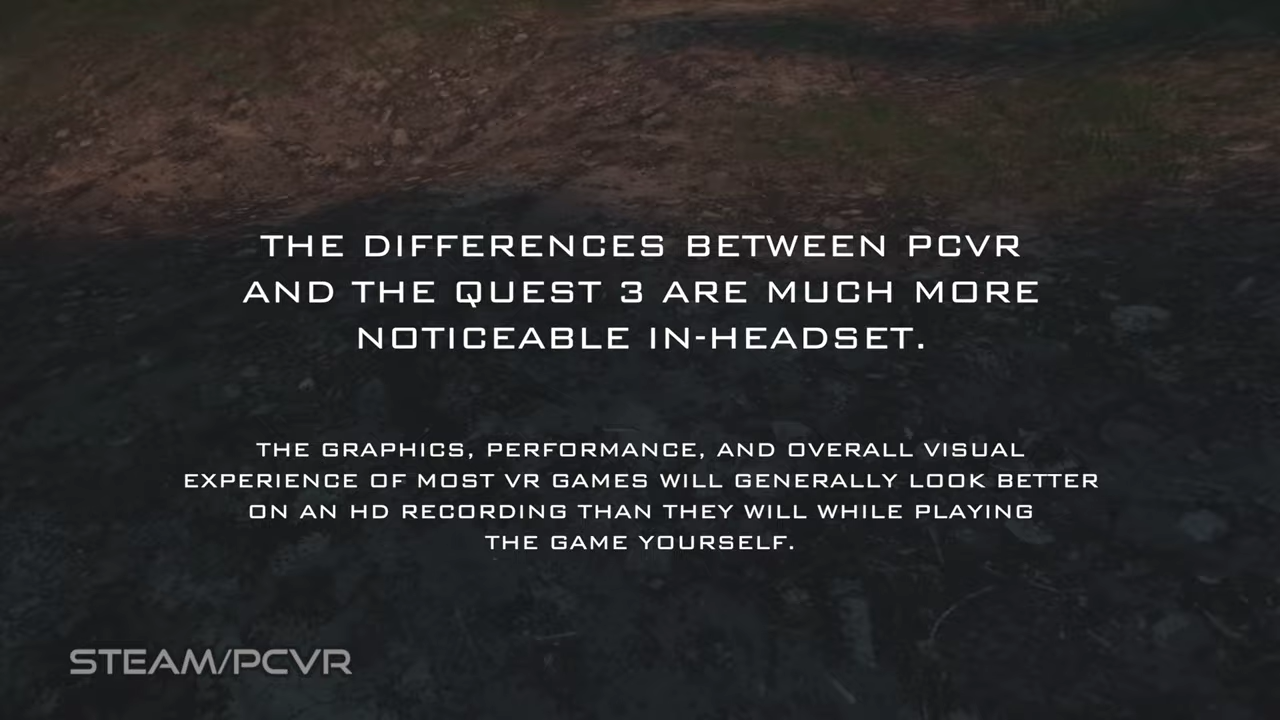 THE DIFFERENCES BETWEEN PCVR
AND THE QUEST 3 ARE MUCH MORE
NOTICEABLE IN-HEADSET.
THE GRAPHICS, PERFORMANCE, AND OVERALL VISUAL
EXPERIENCE OF MOST VR GAMES WILL GENERALLY LOOK BETTER
ON AN HD RECORDING THAN THEY WILL WHILE PLAYING
THE GAME YOURSELF.
STEAM/PCVR